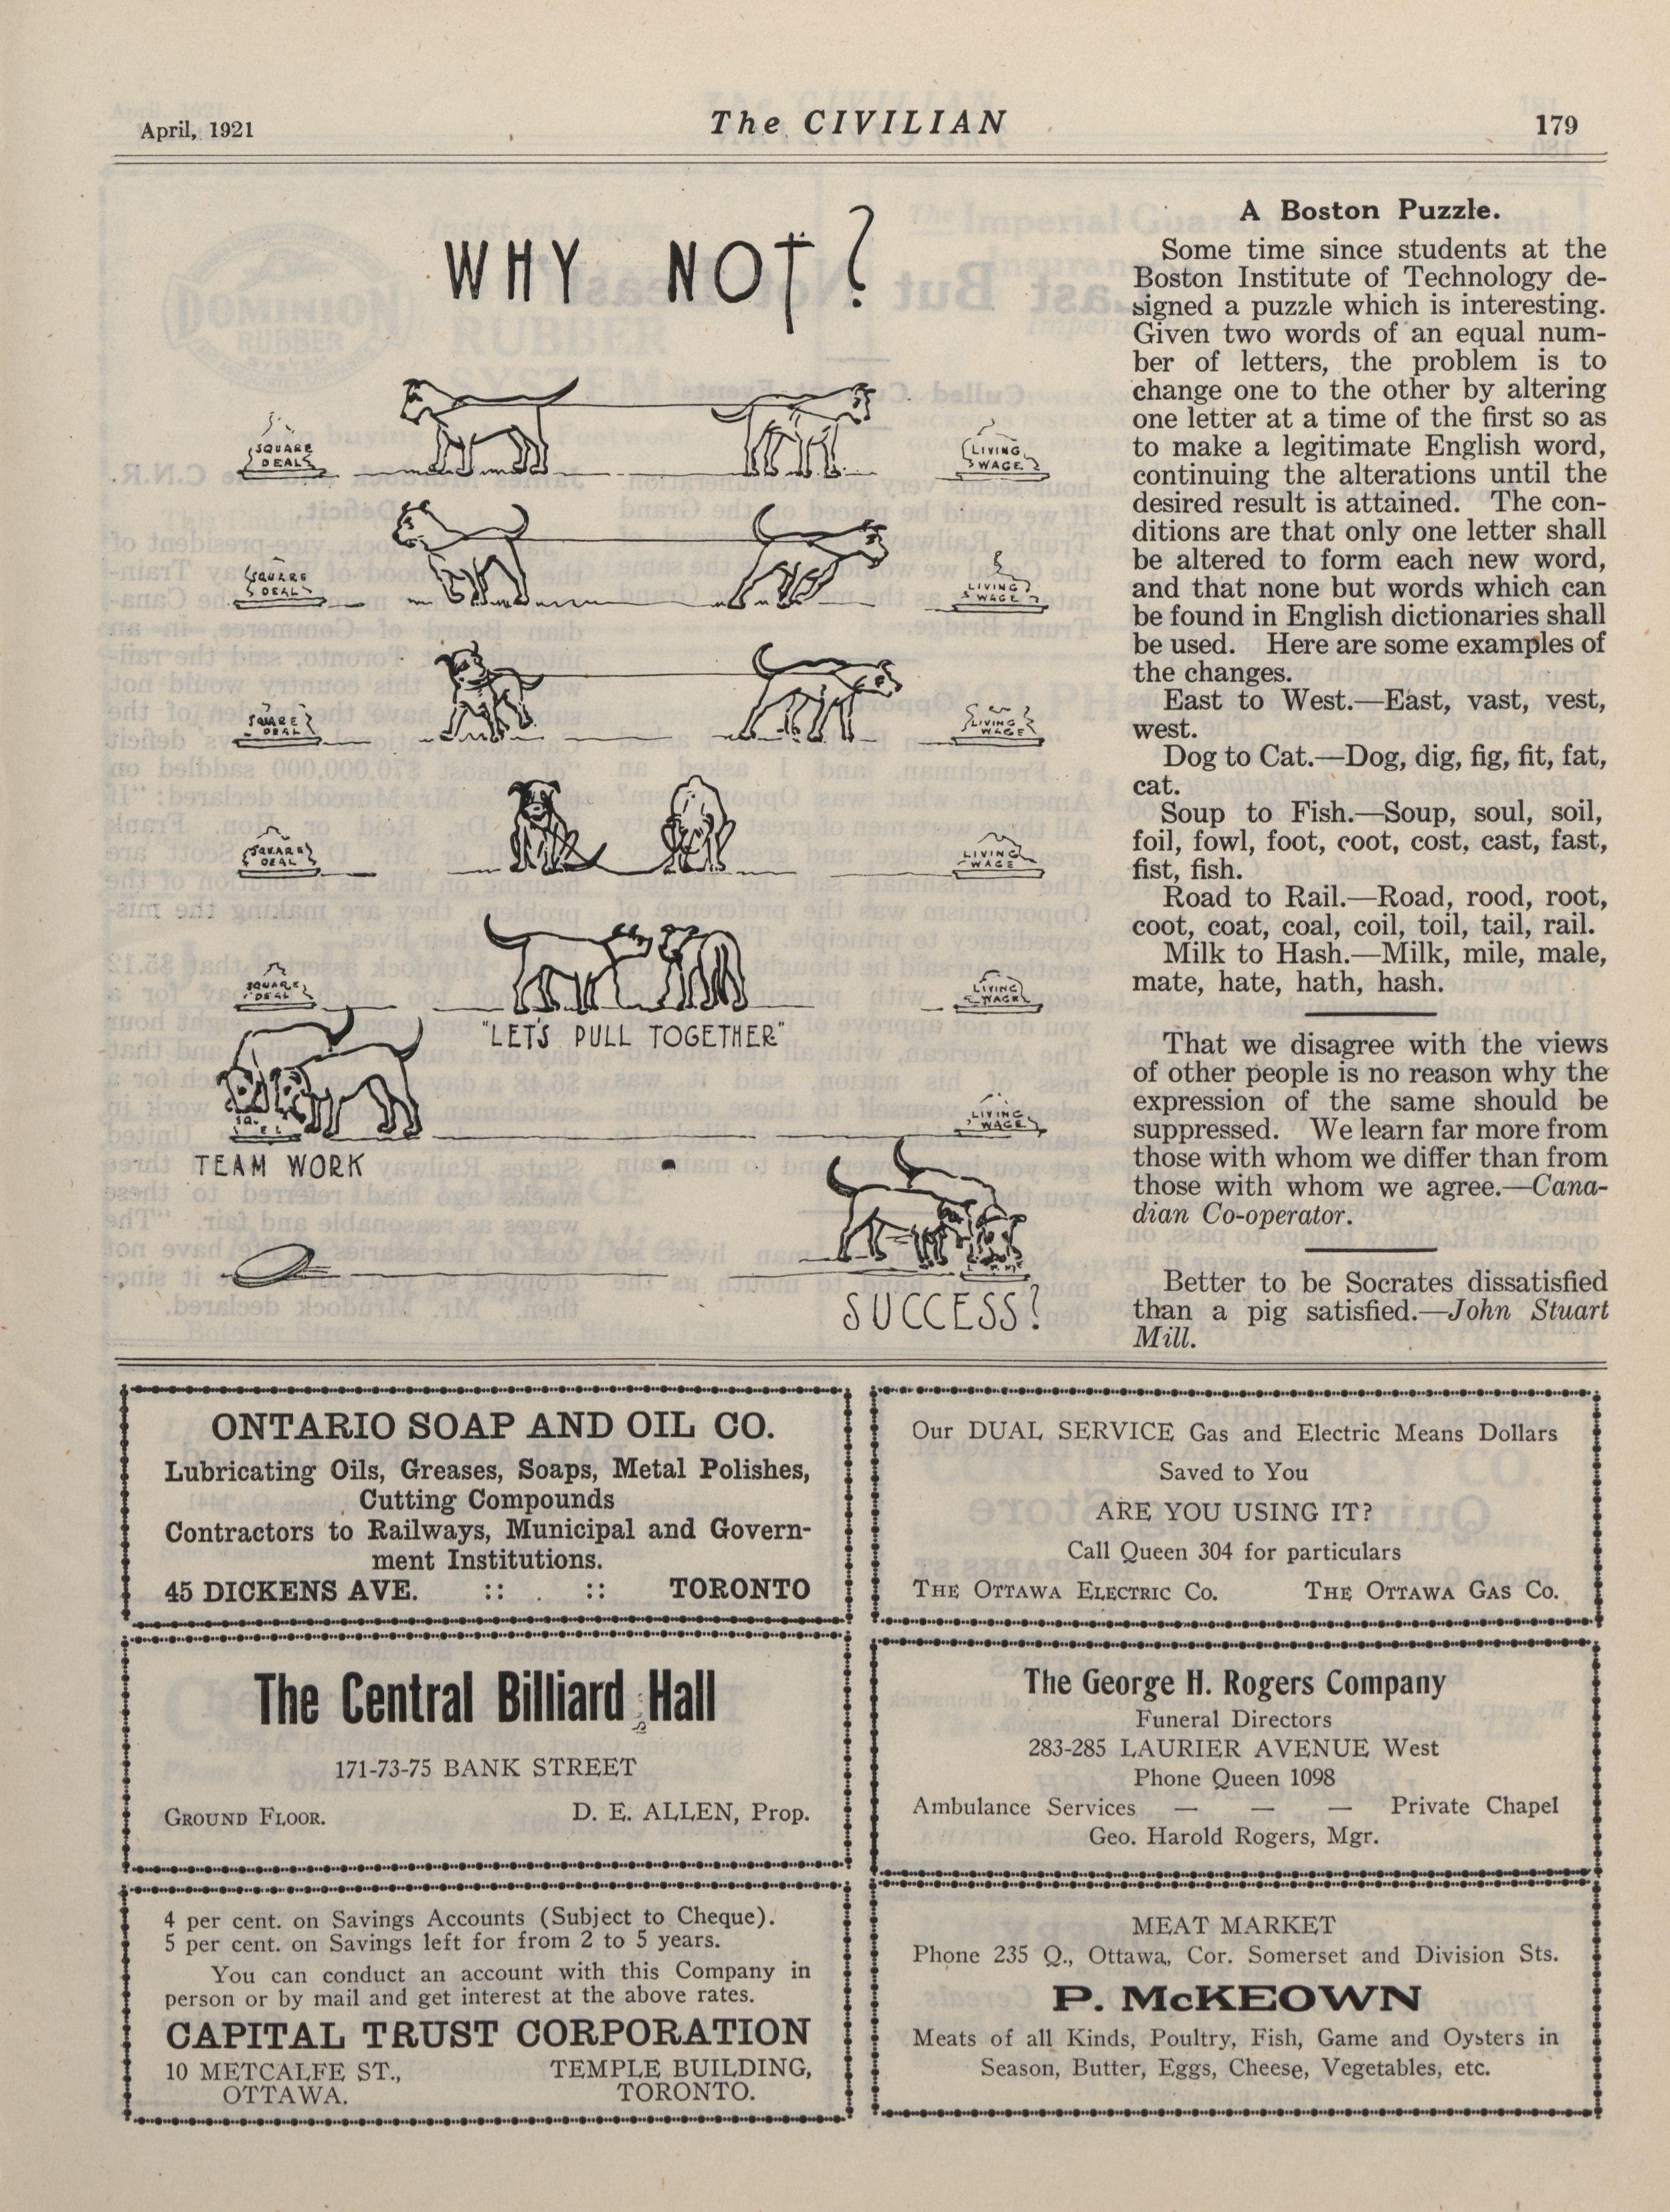 April, 1921
The CIVILIAN
179
WHY NOT?
SQUARE
DEAL
LIVING
WAGE
SQUARE
DEAL
LIVING
WAGE
SQUARE
DEAL
LIVING
WAGE
SQUARE
DEAL
LIVING
WAGE
SQUARE
DEAL
LIVING
WAGE
"LET'S PULL TOGETHER"
LIVING
WAGE
TEAM WORK
SUCCESS?
A Boston Puzzle.
Some time since students at the
Boston Institute of Technology de-
signed a puzzle which is interesting.
Given two words of an equal num-
ber of letters, the problem is to
change one to the other by altering
one letter at a time of the first so as
to make a legitimate English word,
continuing the alterations until the
desired result is attained. The con-
ditions are that only one letter shall
be altered to form each new word,
and that none but words which can
be found in English dictionaries shall
be used. Here are some examples of
the changes.
East to West.—East, vast, vest,
west.
Dog to Cat.—Dog, dig, fig, fit, fat,
cat.
Soup to Fish.—Soup, soul, soil,
foil, fowl, foot, coot, cost, cast, fast,
fist, fish.
Road to Rail.—Road, rood, root,
coot, coat, coal, coil, toil, tail, rail.
Milk to Hash.—Milk, mile, male,
mate, hate, hath, hash.
That we disagree with the views
of other people is no reason why the
expression of the same should be
suppressed. We learn far more from
those with whom we differ than from
those with whom we agree.—Cana-
dian Co-operator.
Better to be Socrates dissatisfied
than a pig satisfied.—John Stuart
Mill.
ONTARIO SOAP AND OIL CO.
Lubricating Oils, Greases, Soaps, Metal Polishes,
Cutting Compounds
Contractors to Railways, Municipal and Govern-
ment Institutions.
45 DICKENS AVE. :: :: TORONTO
Our DUAL SERVICE Gas and Electric Means Dollars
Saved to You
ARE YOU USING IT?
Call Queen 304 for particulars
THE OTTAWA ELECTRIC CO. THE OTTAWA GAS CO.
The Central Billiard Hall
171-73-75 BANK STREET
GROUND FLOOR. D. E. ALLEN, Prop.
The George H. Rogers Company
Funeral Directors
283-285 LAURIER AVENUE West
Phone Queen 1098
Ambulance Services — — — Private Chapel
Geo. Harold Rogers, Mgr.
4 per cent. on Savings Accounts (Subject to Cheque).
5 per cent. on Savings left for from 2 to 5 years.
You can conduct an account with this Company in
person or by mail and get interest at the above rates.
CAPITAL TRUST CORPORATION
10 METCALFE ST., TEMPLE BUILDING,
OTTAWA. TORONTO.
MEAT MARKET
Phone 235 Q., Ottawa, Cor. Somerset and Division Sts.
P. McKEOWN
Meats of all Kinds, Poultry, Fish, Game and Oysters in
Season, Butter, Eggs, Cheese, Vegetables, etc.